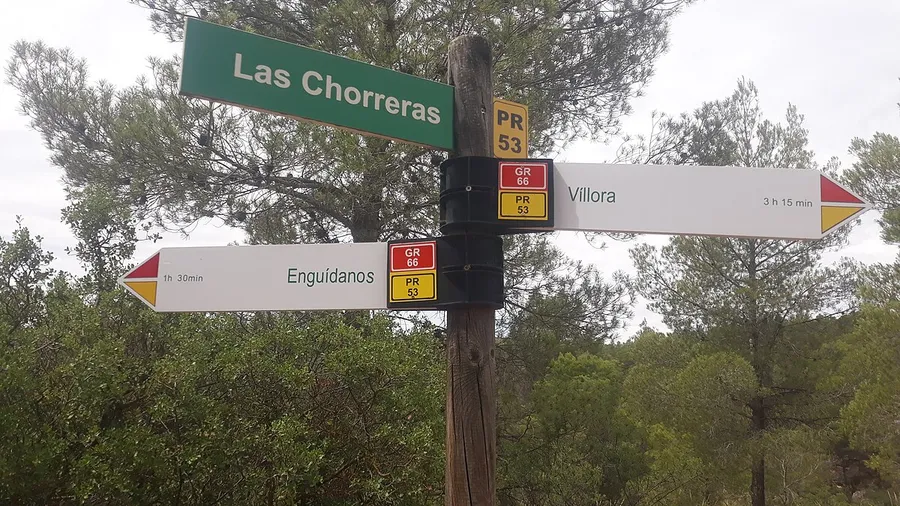 Las Chorreras
PR
53
GR
66
PR
53
Víllora
3 h 15 min
1h 30min
Enguídanos
GR
66
PR
53